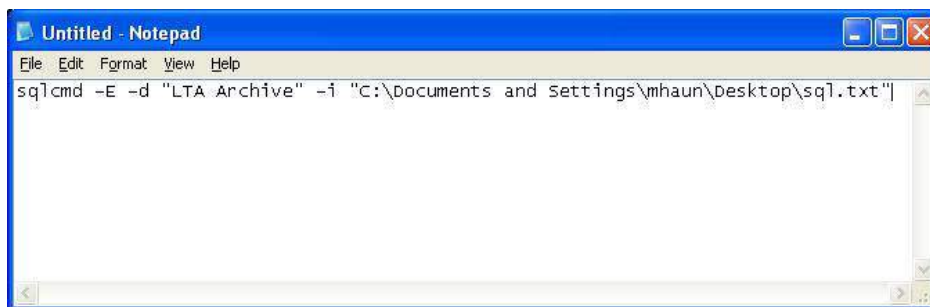 Untitled - Notepad
File Edit Format View Help
sqlcmd -E -d "LTA Archive" -i "C:\Documents and Settings\mhaun\Desktop\sql.txt"